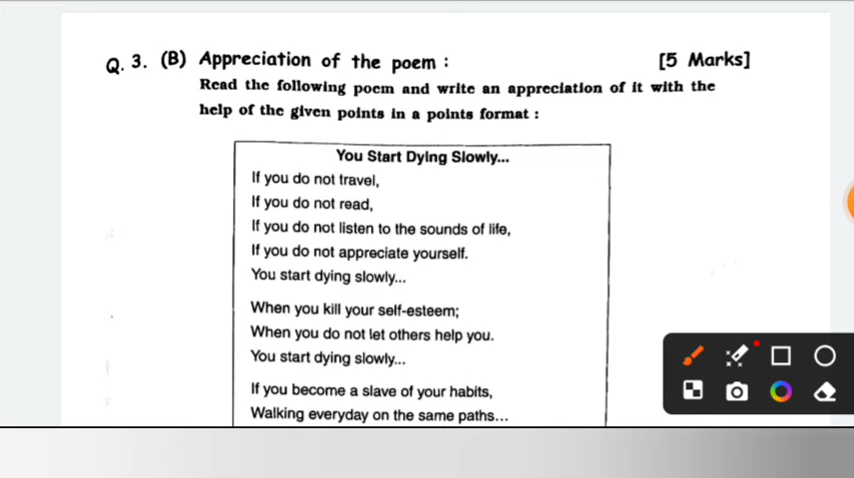 Q. 3. (B) Appreciation of the poem : [5 Marks]
Read the following poem and write an appreciation of it with the
help of the given points in a points format :
You Start Dying Slowly...
If you do not travel,
If you do not read,
If you do not listen to the sounds of life,
If you do not appreciate yourself.
You start dying slowly...
When you kill your self-esteem;
When you do not let others help you.
You start dying slowly...
If you become a slave of your habits,
Walking everyday on the same paths...